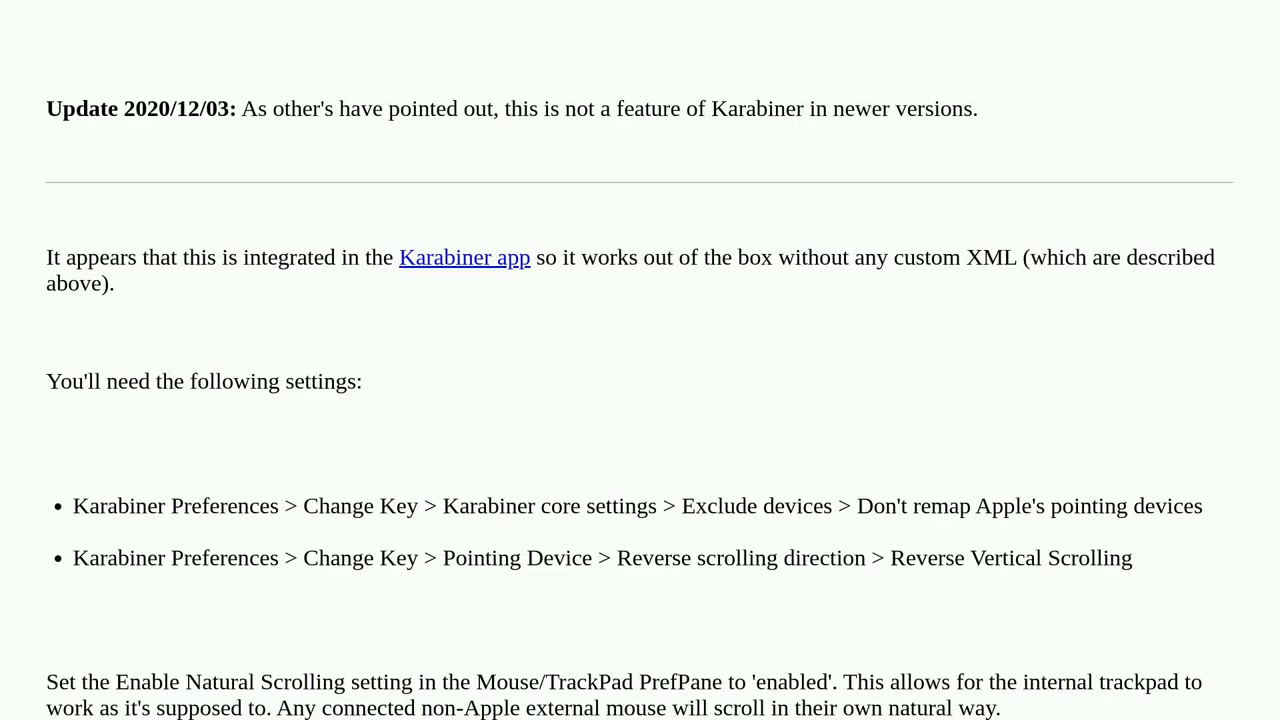 Update 2020/12/03: As other's have pointed out, this is not a feature of Karabiner in newer versions.
It appears that this is integrated in the Karabiner app so it works out of the box without any custom XML (which are described
above).
You'll need the following settings:
• Karabiner Preferences > Change Key > Karabiner core settings > Exclude devices > Don't remap Apple's pointing devices
• Karabiner Preferences > Change Key > Pointing Device > Reverse scrolling direction > Reverse Vertical Scrolling
Set the Enable Natural Scrolling setting in the Mouse/TrackPad PrefPane to 'enabled'. This allows for the internal trackpad to
work as it's supposed to. Any connected non-Apple external mouse will scroll in their own natural way.